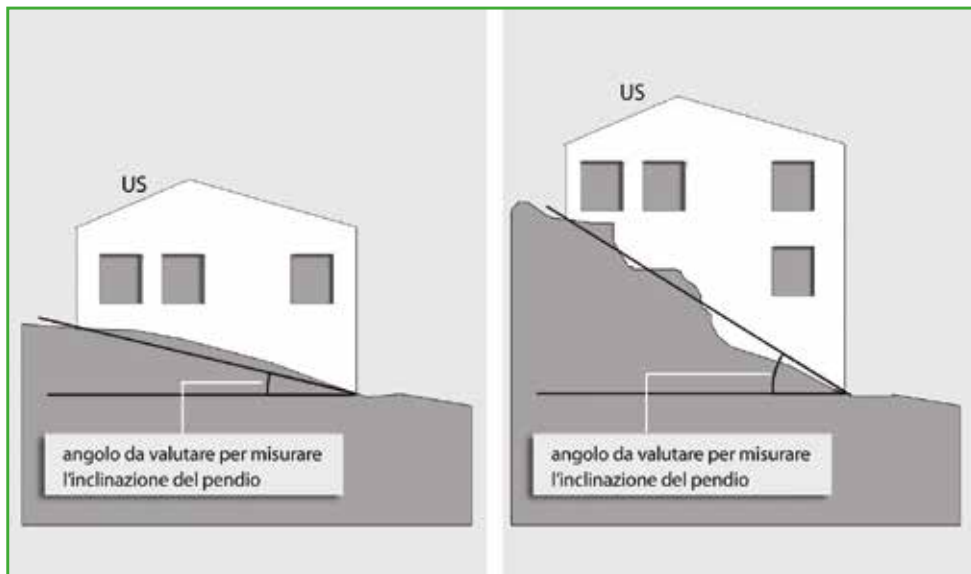 US
angolo da valutare per misurare
l'inclinazione del pendio
US
angolo da valutare per misurare
l'inclinazione del pendio